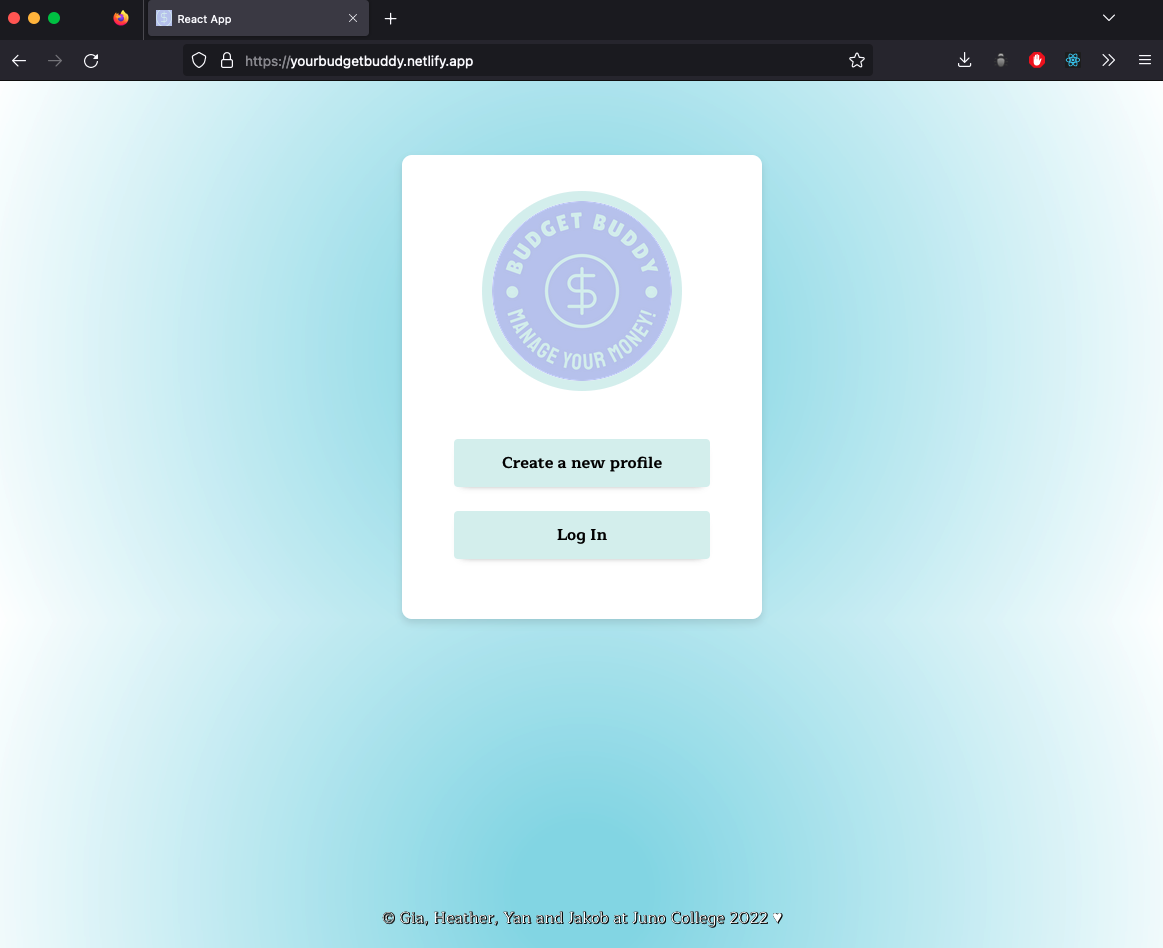 React App
https://yourbudgetbuddy.netlify.app
BUDGET BUDDY
$
MANAGE YOUR MONEY!
Create a new profile
Log In
© Gia, Heather, Yan and Jakob at Juno College 2022 ♥